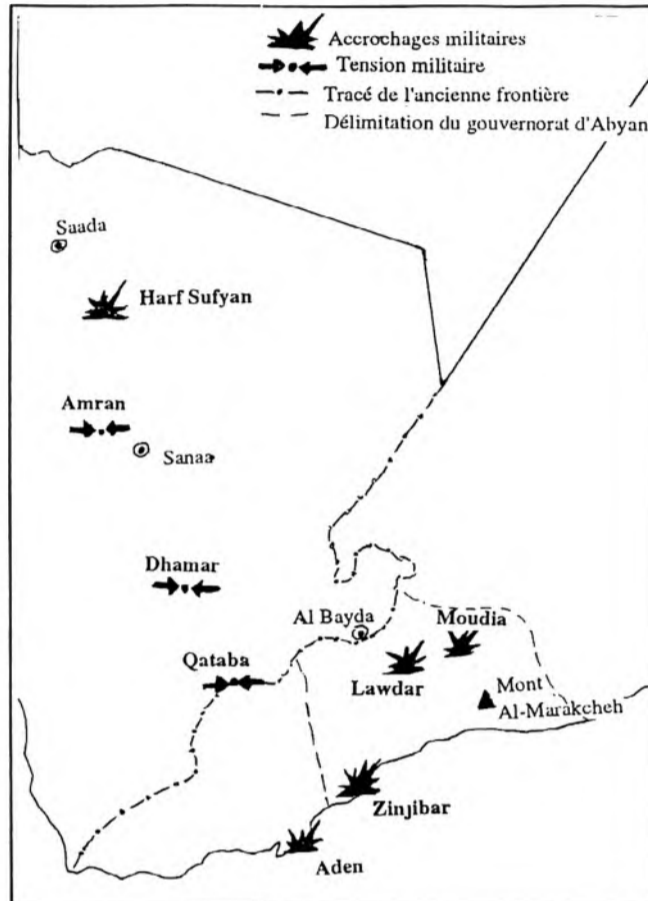 Accrochages militaires
Tension militaire
Tracé de l'ancienne frontière
Délimitation du gouvernorat d'Abyan
Saada
Harf Sufyan
Amran
Sanaa
Dhamar
Al Bayda
Moudia
Qataba
Lawdar
Mont
Al-Marakcheh
Zinjibar
Aden